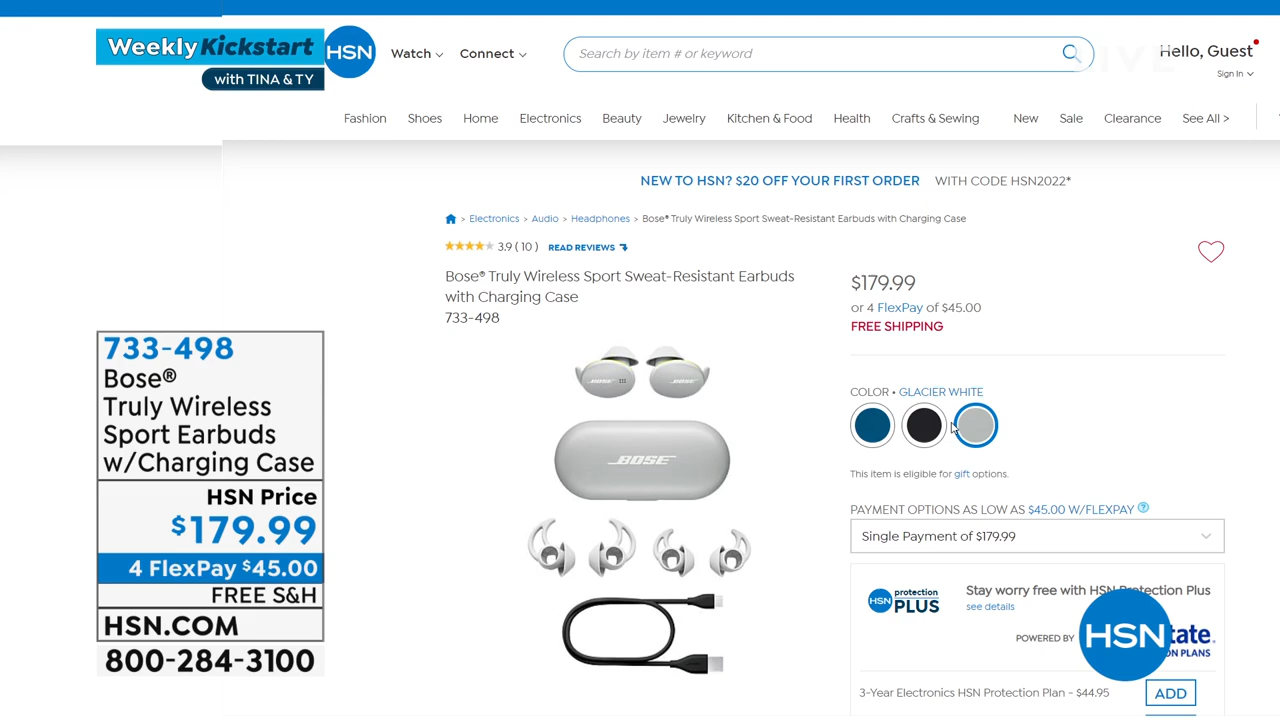 Weekly Kickstart
with TINA & TY
HSN
Watch
Connect
Search by item # or keyword
LIVE
Hello, Guest
Sign In
Fashion
Shoes
Home
Electronics
Beauty
Jewelry
Kitchen & Food
Health
Crafts & Sewing
New
Sale
Clearance
See All >
NEW TO HSN? $20 OFF YOUR FIRST ORDER WITH CODE HSN2022*
> Electronics > Audio > Headphones > Bose® Truly Wireless Sport Sweat-Resistant Earbuds with Charging Case
3.9 ( 10 ) READ REVIEWS
Bose® Truly Wireless Sport Sweat-Resistant Earbuds
with Charging Case
733-498
BOSE
BOSE
BOSE
$179.99
or 4 FlexPay of $45.00
FREE SHIPPING
COLOR • GLACIER WHITE
This item is eligible for gift options.
PAYMENT OPTIONS AS LOW AS $45.00 W/FLEXPAY ?
Single Payment of $179.99
HSN protection PLUS
Stay worry free with HSN Protection Plus
see details
POWERED BY
HSN
3-Year Electronics HSN Protection Plan - $44.95
ADD
733-498
Bose®
Truly Wireless
Sport Earbuds
w/Charging Case
HSN Price
$179.99
4 FlexPay $45.00
FREE S&H
HSN.COM
800-284-3100